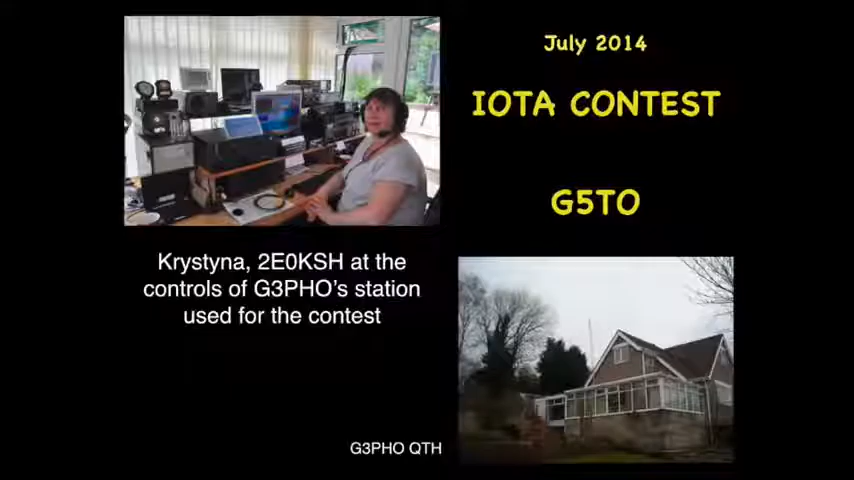 July 2014
IOTA CONTEST
G5TO
Krystyna, 2E0KSH at the
controls of G3PHO's station
used for the contest
G3PHO QTH